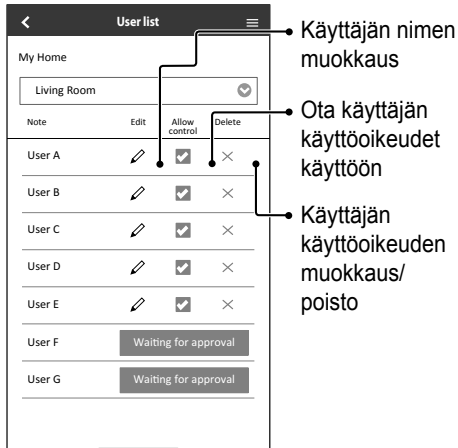 User list
My Home
Living Room
Note Edit Allow control Delete
User A
User B
User C
User D
User E
User F Waiting for approval
User G Waiting for approval
Käyttäjän nimen
muokkaus
Ota käyttäjän
käyttöoikeudet
käyttöön
Käyttäjän
käyttöoikeuden
muokkaus/
poisto